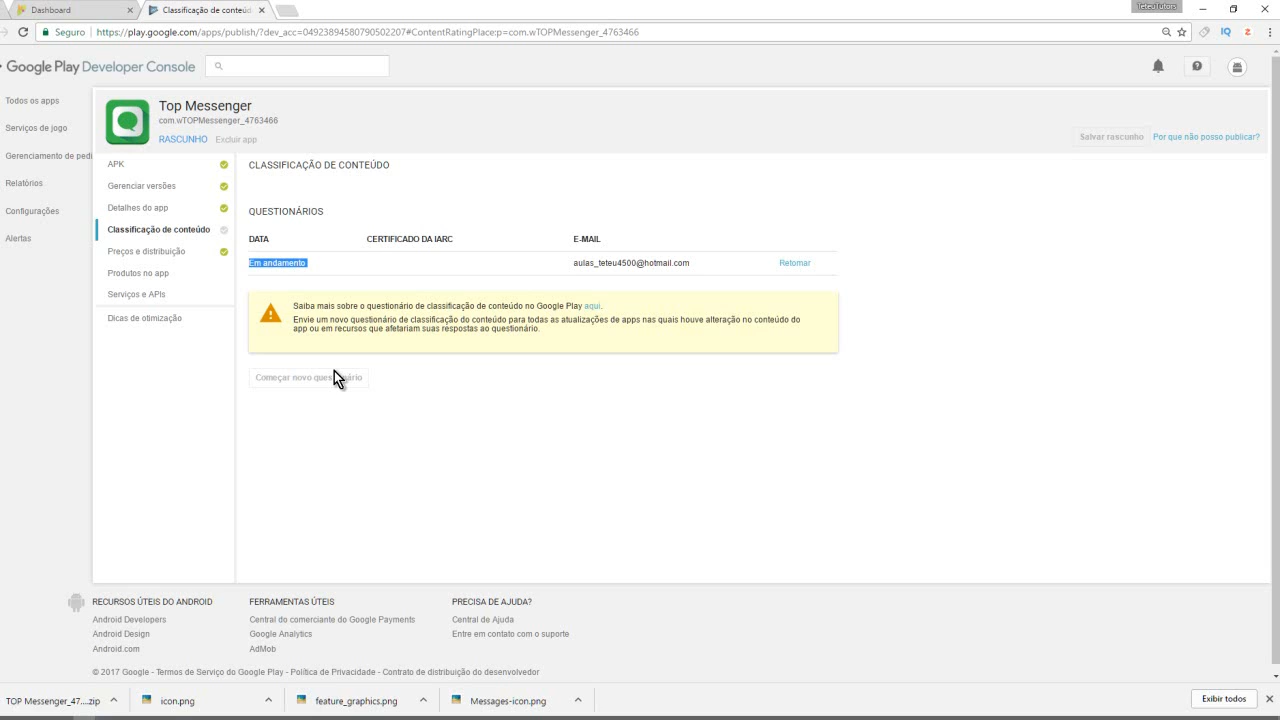 Dashboard
Classificação de conteúd
TeteuTutors
Seguro
https://play.google.com/apps/publish/?dev_acc=04923894580790502207#ContentRatingPlace:p=com.wTOPMessenger_4763466
Google Play Developer Console
Todos os apps
Serviços de jogo
Gerenciamento de pedi
Relatórios
Configurações
Alertas
Top Messenger
com.wTOPMessenger_4763466
RASCUNHO Excluir app
Salvar rascunho
Por que não posso publicar?
APK
Gerenciar versões
Detalhes do app
Classificação de conteúdo
Preços e distribuição
Produtos no app
Serviços e APIs
Dicas de otimização
CLASSIFICAÇÃO DE CONTEÚDO
QUESTIONÁRIOS
DATA CERTIFICADO DA IARC E-MAIL
Em andamento aulas_teteu4500@hotmail.com Retomar
Saiba mais sobre o questionário de classificação de conteúdo no Google Play aqui.
Envie um novo questionário de classificação do conteúdo para todas as atualizações de apps nas quais houve alteração no conteúdo do
app ou em recursos que afetariam suas respostas ao questionário.
Começar novo questionário
RECURSOS ÚTEIS DO ANDROID
Android Developers
Android Design
Android.com
FERRAMENTAS ÚTEIS
Central do comerciante do Google Payments
Google Analytics
AdMob
PRECISA DE AJUDA?
Central de Ajuda
Entre em contato com o suporte
© 2017 Google - Termos de Serviço do Google Play - Política de Privacidade - Contrato de distribuição do desenvolvedor
TOP Messenger_47....zip
icon.png
feature_graphics.png
Messages-icon.png
Exibir todos